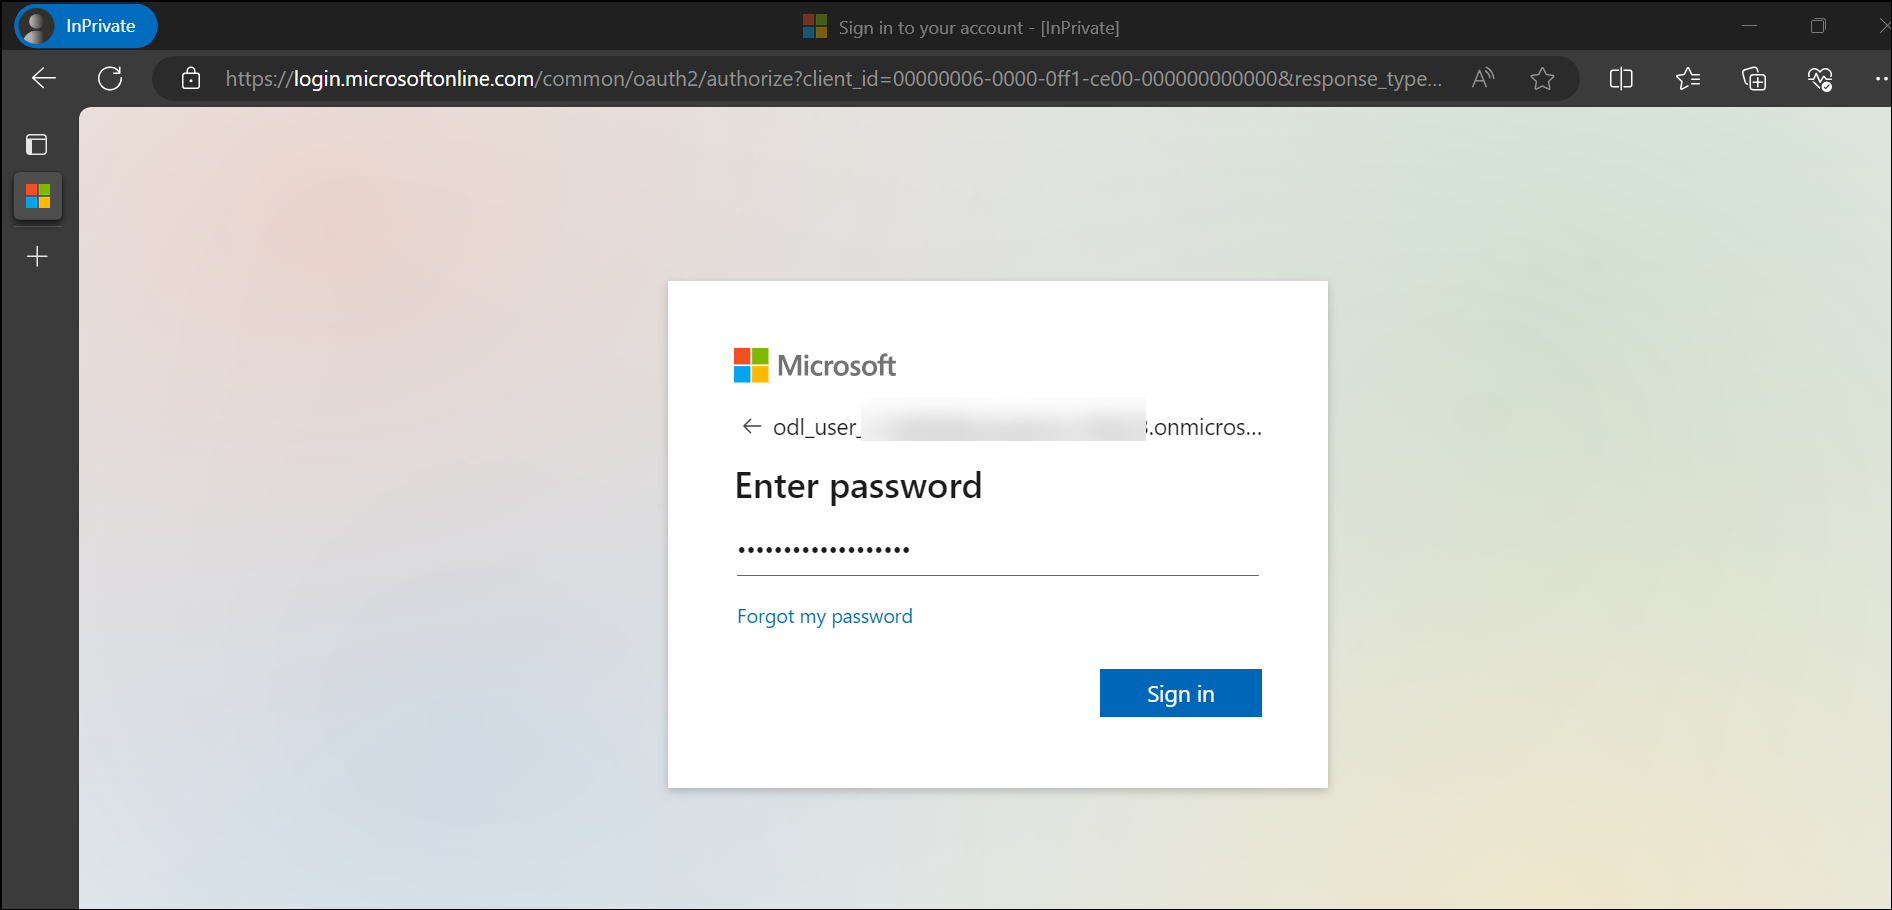 InPrivate
Sign in to your account - [InPrivate]
https://login.microsoftonline.com/common/oauth2/authorize?client_id=00000006-0000-0ff1-ce00-000000000000&response_type...
Microsoft
odl_user_ .onmicros...
Enter password
Forgot my password
Sign in